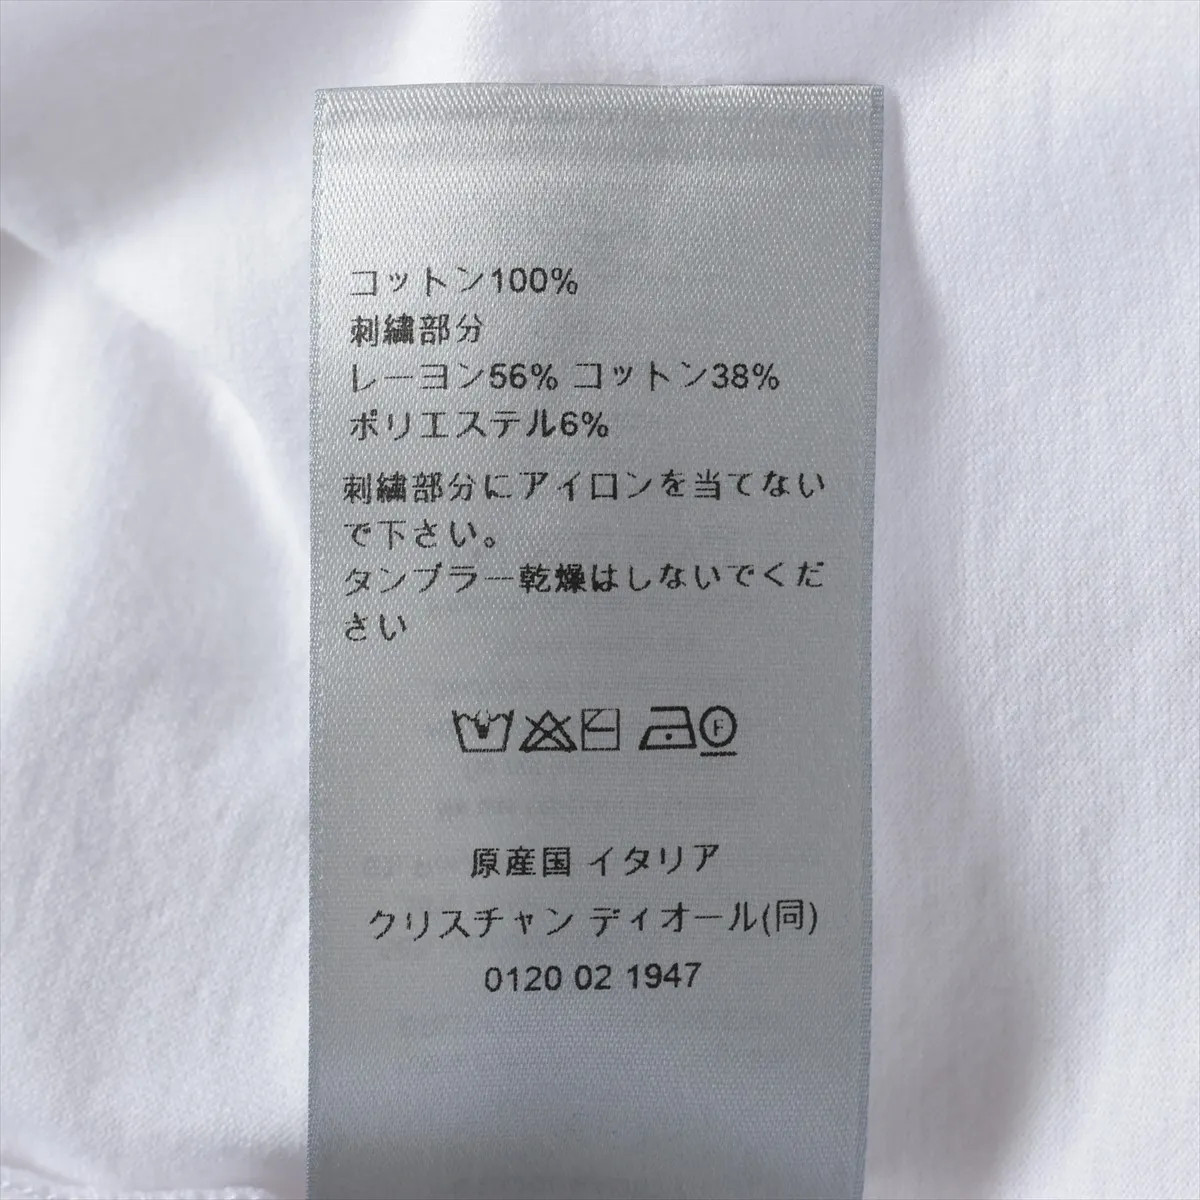 コットン100%
刺繍部分
レーヨン56% コットン38%
ポリエステル6%
刺繍部分にアイロンを当てない
で下さい。
タンブラー乾燥はしないでくだ
さい
原産国 イタリア
クリスチャン ディオール(同)
0120 02 1947